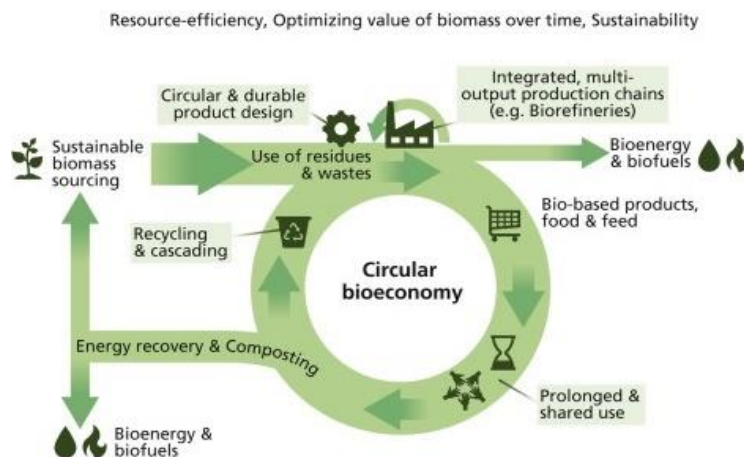 Resource-efficiency, Optimizing value of biomass over time, Sustainability
Circular & durable
product design
Integrated, multi-
output production chains
(e.g. Biorefineries)
Sustainable
biomass
sourcing
Use of residues
& wastes
Bioenergy
& biofuels
Bio-based products,
food & feed
Recycling
& cascading
Circular
bioeconomy
Energy recovery & Composting
Prolonged &
shared use
Bioenergy &
biofuels